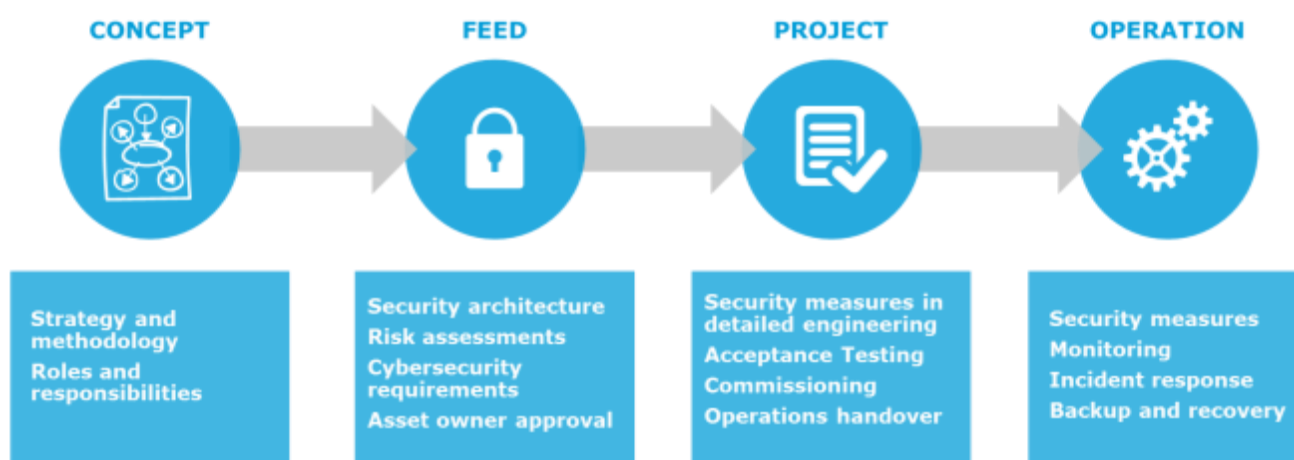 CONCEPT
FEED
PROJECT
OPERATION
Strategy and
methodology
Roles and
responsibilities
Security architecture
Risk assessments
Cybersecurity
requirements
Asset owner approval
Security measures in
detailed engineering
Acceptance Testing
Commissioning
Operations handover
Security measures
Monitoring
Incident response
Backup and recovery